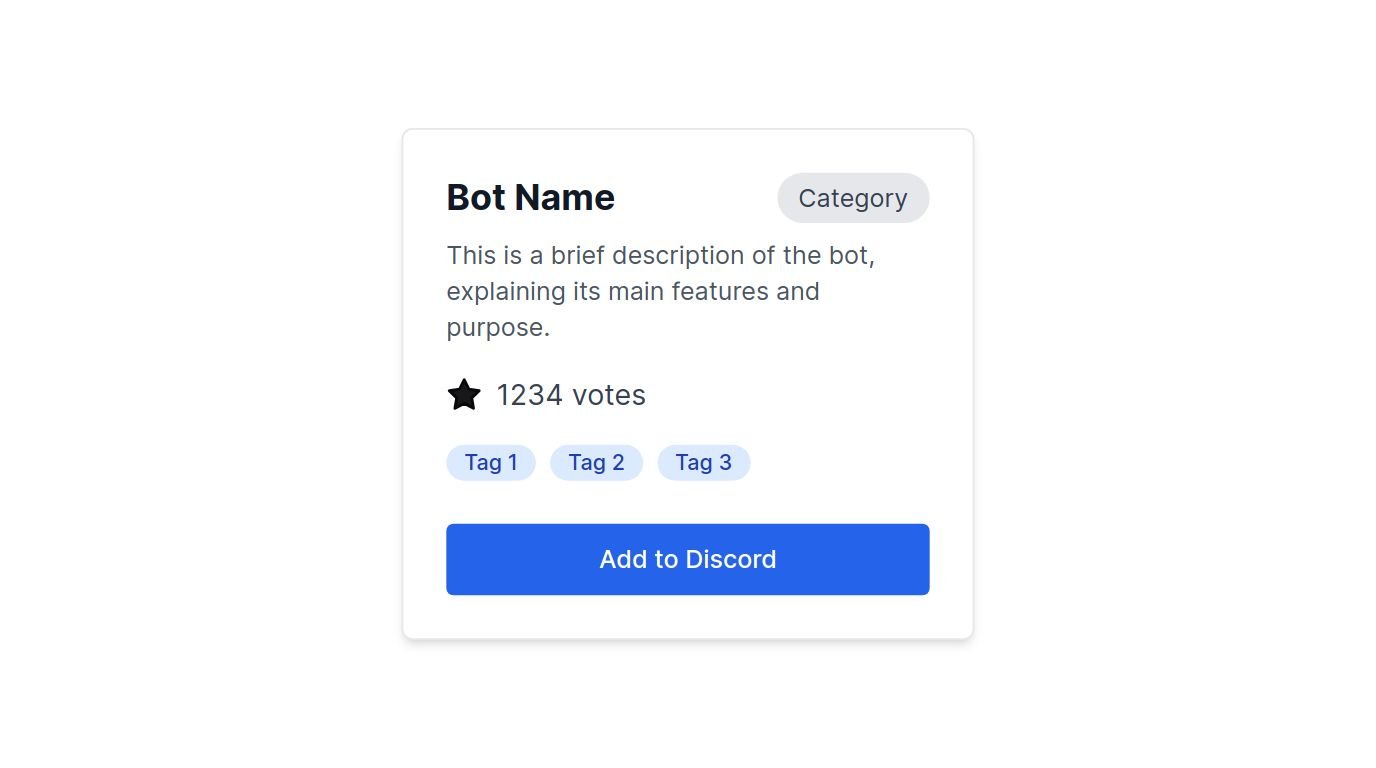 Bot Name
Category
This is a brief description of the bot,
explaining its main features and
purpose.
1234 votes
Tag 1
Tag 2
Tag 3
Add to Discord